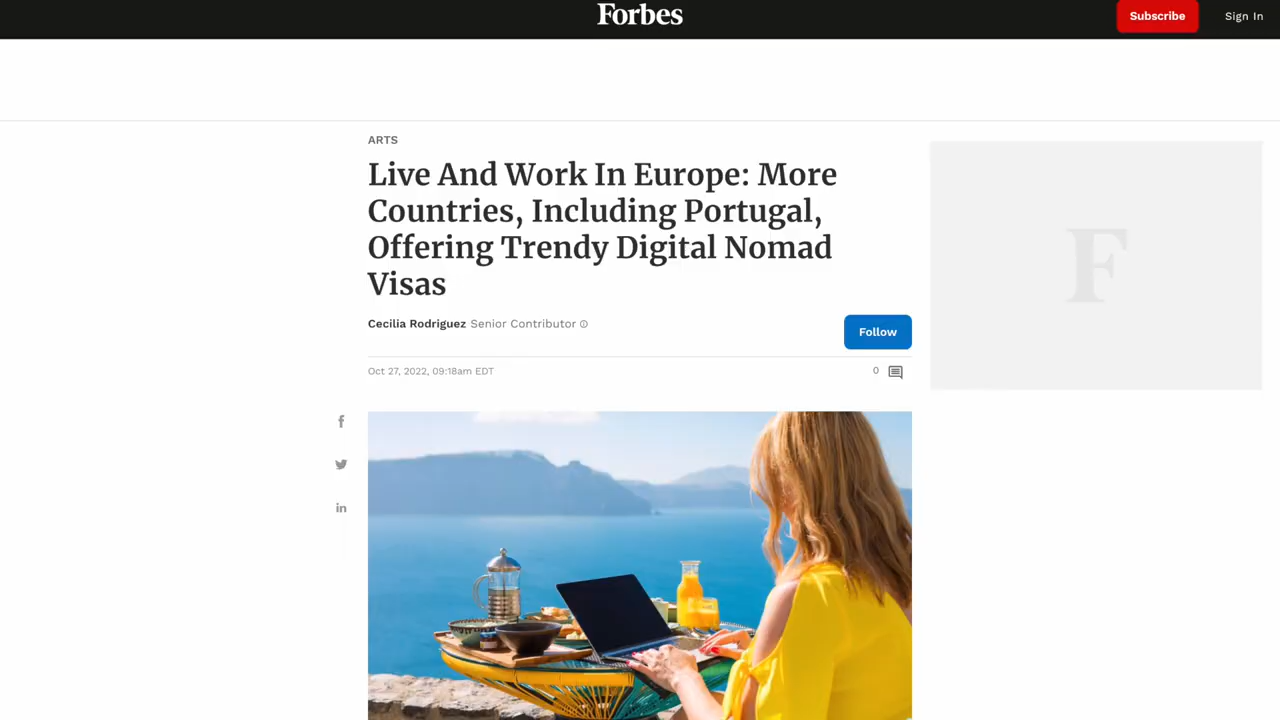 Forbes
Subscribe
Sign In
ARTS
Live And Work In Europe: More
Countries, Including Portugal,
Offering Trendy Digital Nomad
Visas
Cecilia Rodriguez Senior Contributor
Follow
Oct 27, 2022, 09:18am EDT
0
F